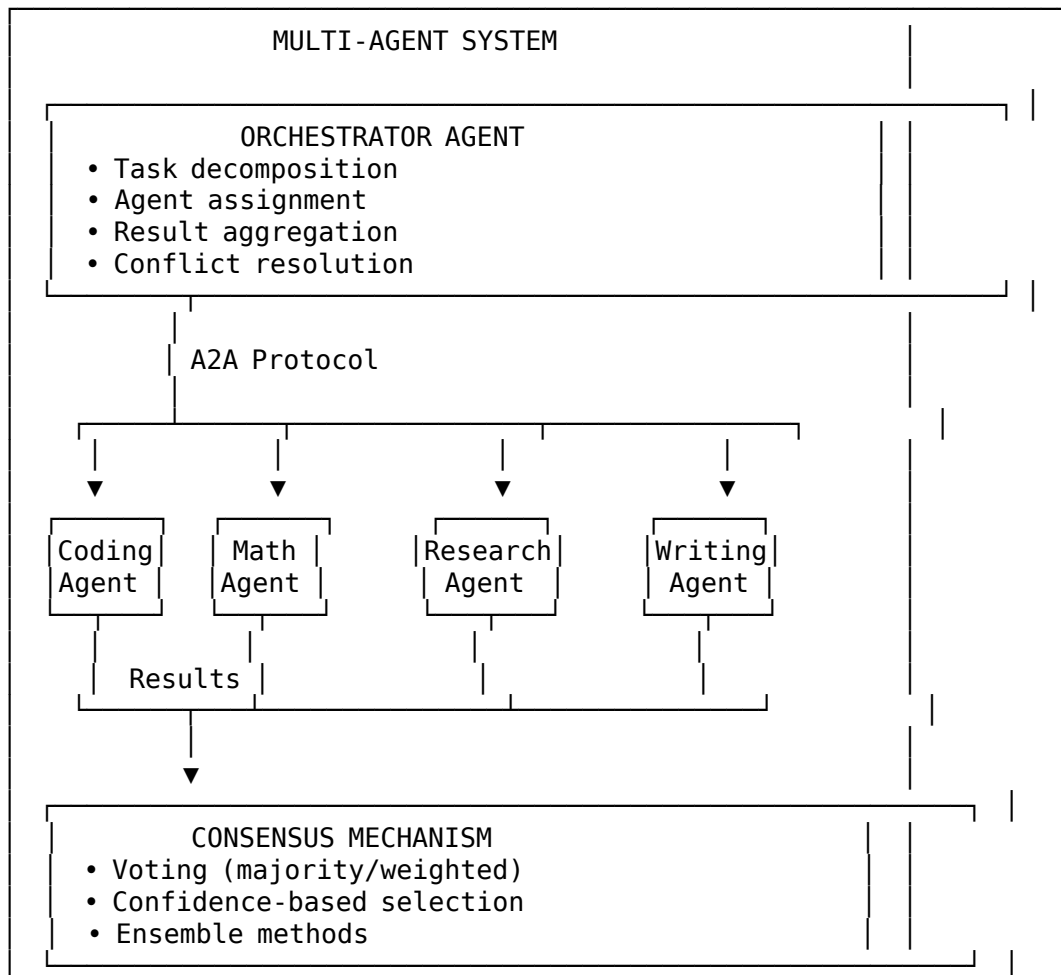 MULTI-AGENT SYSTEM
ORCHESTRATOR AGENT
• Task decomposition
• Agent assignment
• Result aggregation
• Conflict resolution
A2A Protocol
Coding Math Research Writing
Agent Agent Agent Agent
Results
CONSENSUS MECHANISM
• Voting (majority/weighted)
• Confidence-based selection
• Ensemble methods